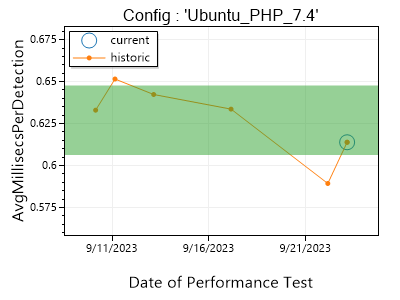 Config : 'Ubuntu_PHP_7.4'
current
historic
AvgMillisecsPerDetection
0.675
0.65
0.625
0.6
0.575
9/11/2023
9/16/2023
9/21/2023
Date of Performance Test